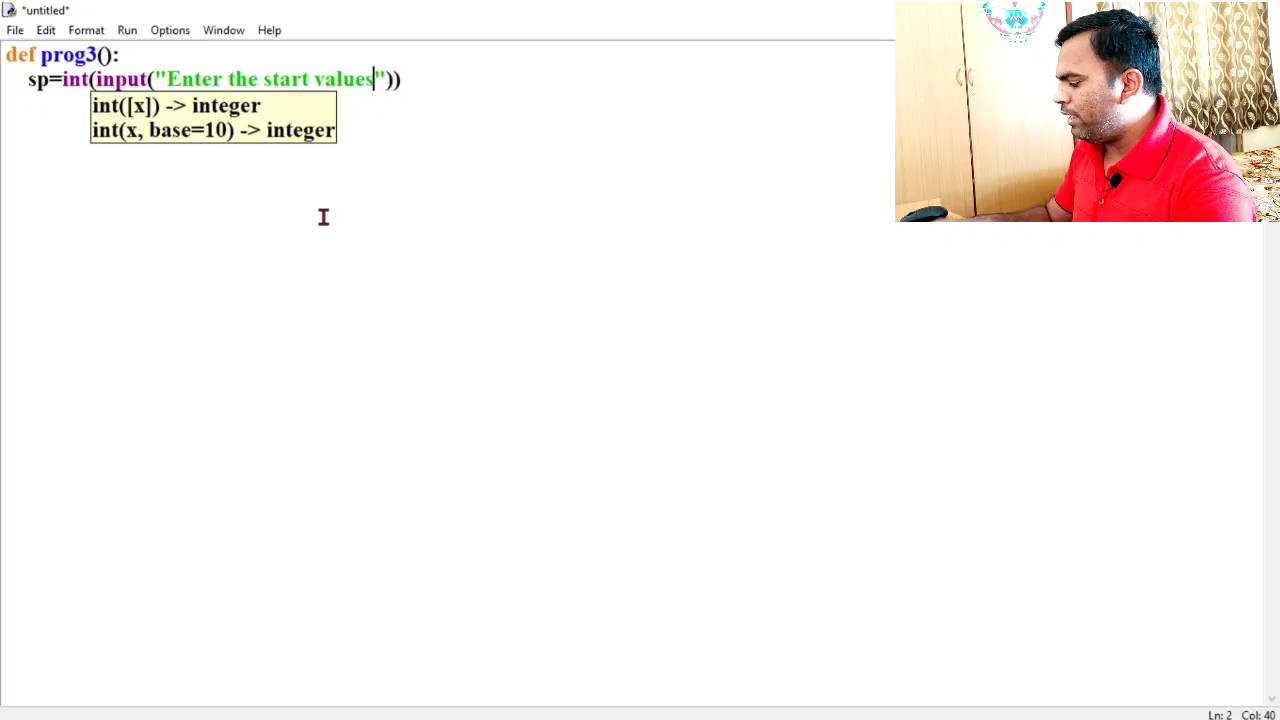 *untitled*
File Edit Format Run Options Window Help
def prog3():
sp=int(input("Enter the start values"))
int([x]) -> integer
int(x, base=10) -> integer
Ln: 2 Col: 40